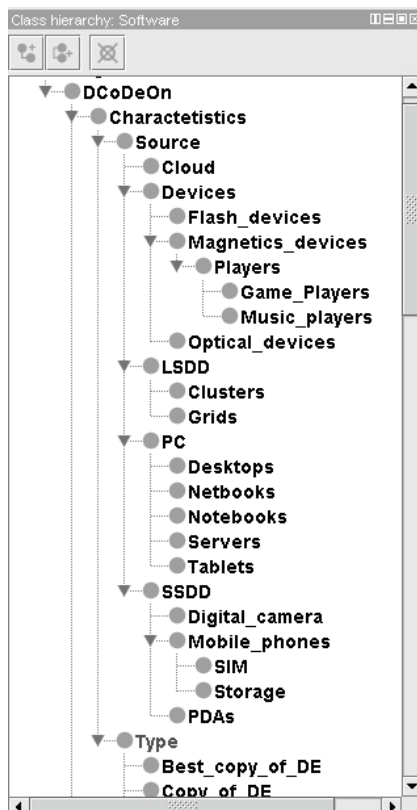 Class hierarchy: Software
DCoDeOn
Charactetistics
Source
Cloud
Devices
Flash_devices
Magnetics_devices
Players
Game_Players
Music_players
Optical_devices
LSDD
Clusters
Grids
PC
Desktops
Netbooks
Notebooks
Servers
Tablets
SSDD
Digital_camera
Mobile_phones
SIM
Storage
PDAs
Type
Best_copy_of_DE
Copy_of_DE